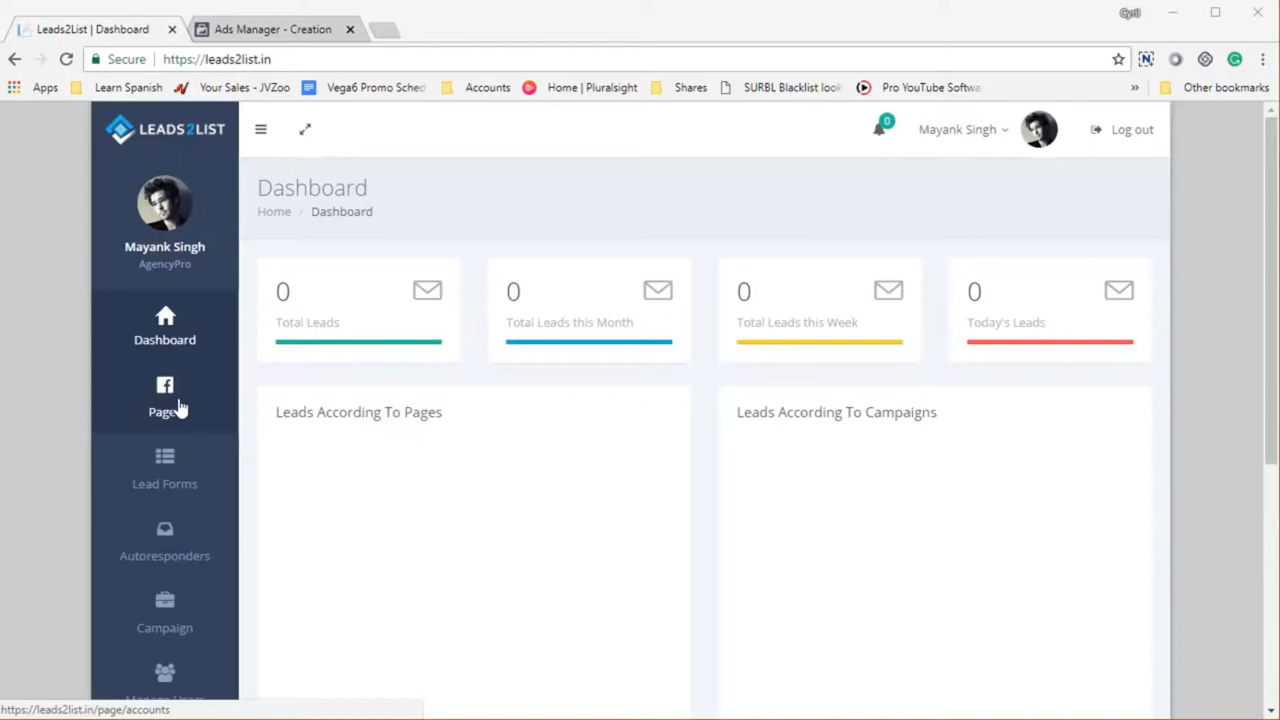 Cyril
Leads2List | Dashboard
Ads Manager - Creation
Secure
https://leads2list.in
Apps
Learn Spanish
Your Sales - JVZoo
Vega6 Promo Sched
Accounts
Home | Pluralsight
Shares
SURBL Blacklist look
Pro YouTube Softwa
»
Other bookmarks
LEADS2LIST
0
Mayank Singh
Log out
Mayank Singh
AgencyPro
Dashboard
Home / Dashboard
0
Total Leads
0
Total Leads this Month
0
Total Leads this Week
0
Today's Leads
Dashboard
Page
Lead Forms
Autoresponders
Campaign
Manage Users
Leads According To Pages
Leads According To Campaigns
https://leads2list.in/page/accounts